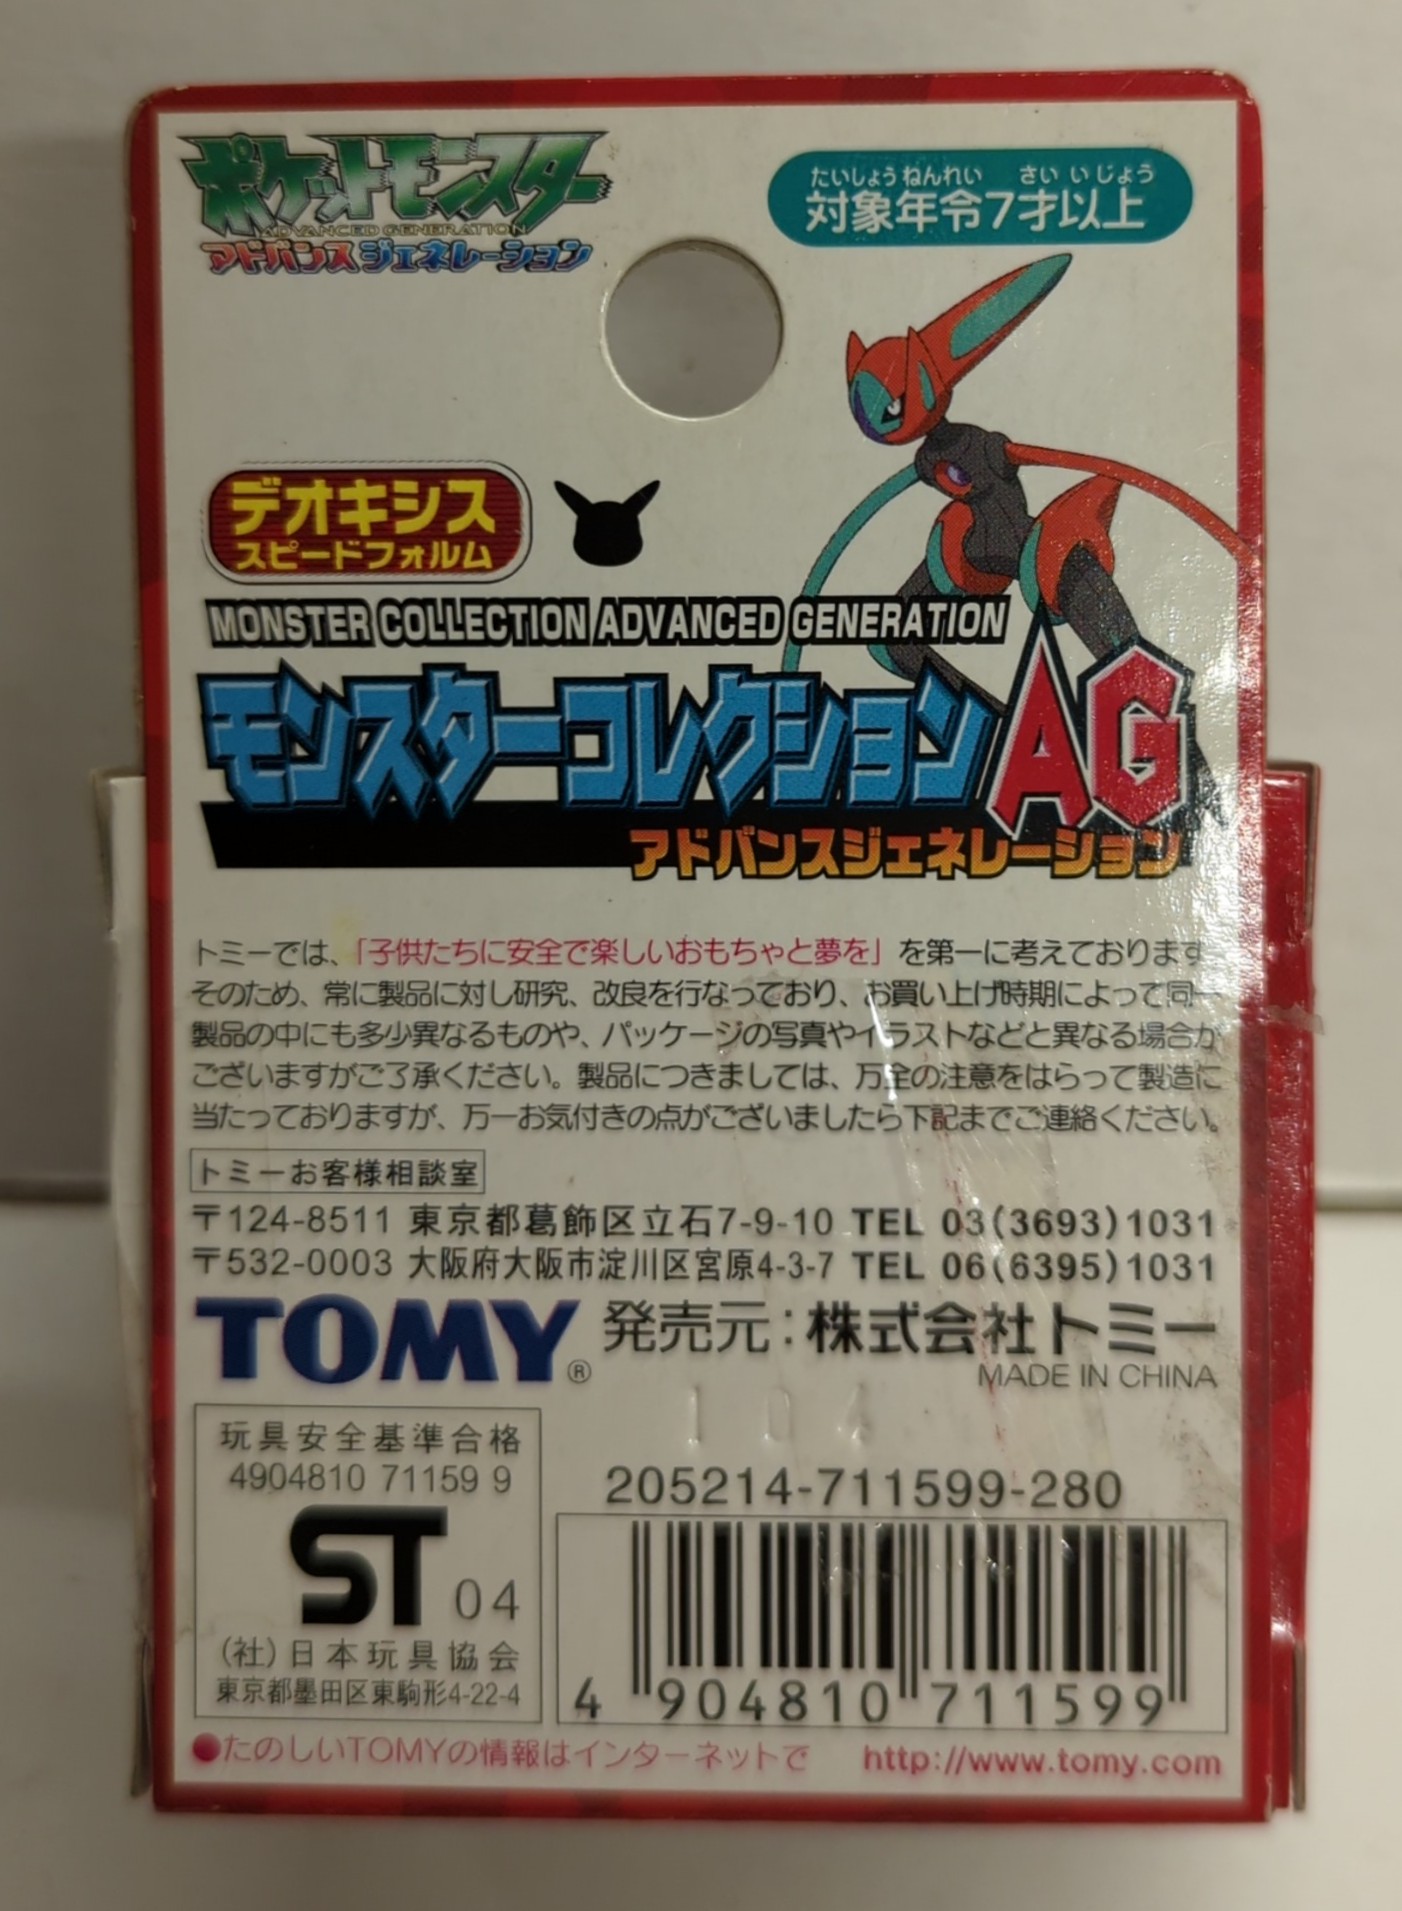 ポケットモンスター
ADVANCED GENERATION
アドバンスジェネレーション
たいしょうねんれい さいいじょう
対象年令7才以上
デオキシス
スピードフォルム
MONSTER COLLECTION ADVANCED GENERATION
モンスターコレクションAG
アドバンスジェネレーション
トミーでは、「子供たちに安全で楽しいおもちゃと夢を」を第一に考えております
そのため、常に製品に対し研究、改良を行なっており、お買い上げ時期によって同一
製品の中にも多少異なるものや、パッケージの写真やイラストなどと異なる場合が
ございますがご了承ください。製品につきましては、万全の注意をはらって製造に
当たっておりますが、万一お気付きの点がございましたら下記までご連絡ください。
トミーお客様相談室
〒124-8511 東京都葛飾区立石7-9-10 TEL 03(3693)1031
〒532-0003 大阪府大阪市淀川区宮原4-3-7 TEL 06(6395)1031
TOMY® 発売元:株式会社トミー
MADE IN CHINA
玩具安全基準合格
4904810 71159 9
ST 04
(社)日本玩具協会
東京都墨田区東駒形4-22-4
205214-711599-280
4 904810 711599
●たのしいTOMYの情報はインターネットで http://www.tomy.com